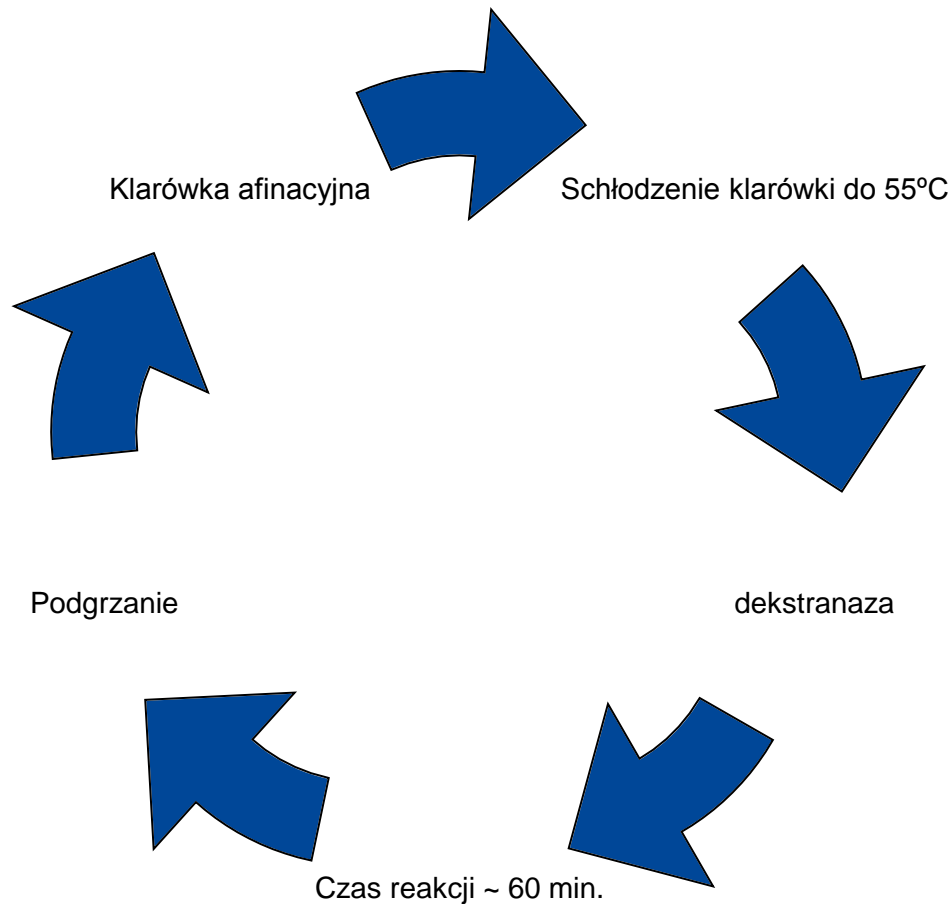 Klarówka afinacyjna
Schłodzenie klarówki do 55ºC
dekstranaza
Czas reakcji ~ 60 min.
Podgrzanie